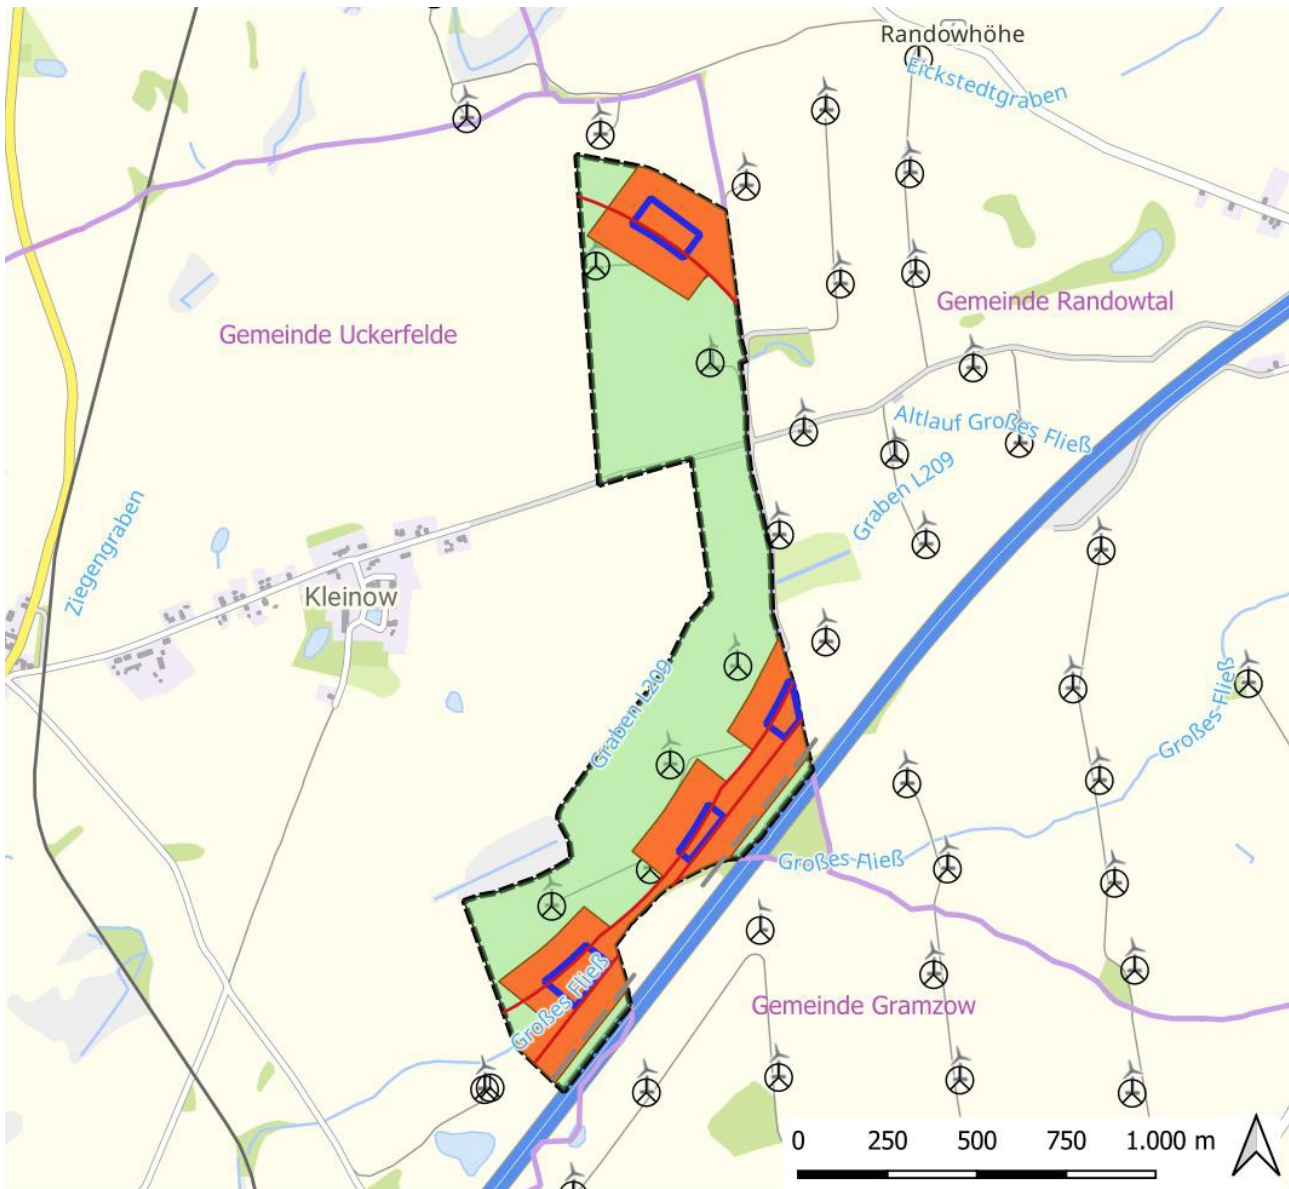 Randowhöhe
Eickstedtgraben
Gemeinde Randowtal
Gemeinde Uckerfelde
Altlauf Großes Fließ
Graben L209
Ziegengraben
Kleinow
Graben L209
Großes Fließ
Großes Fließ
Großes Fließ
Gemeinde Gramzow
0 250 500 750 1.000 m